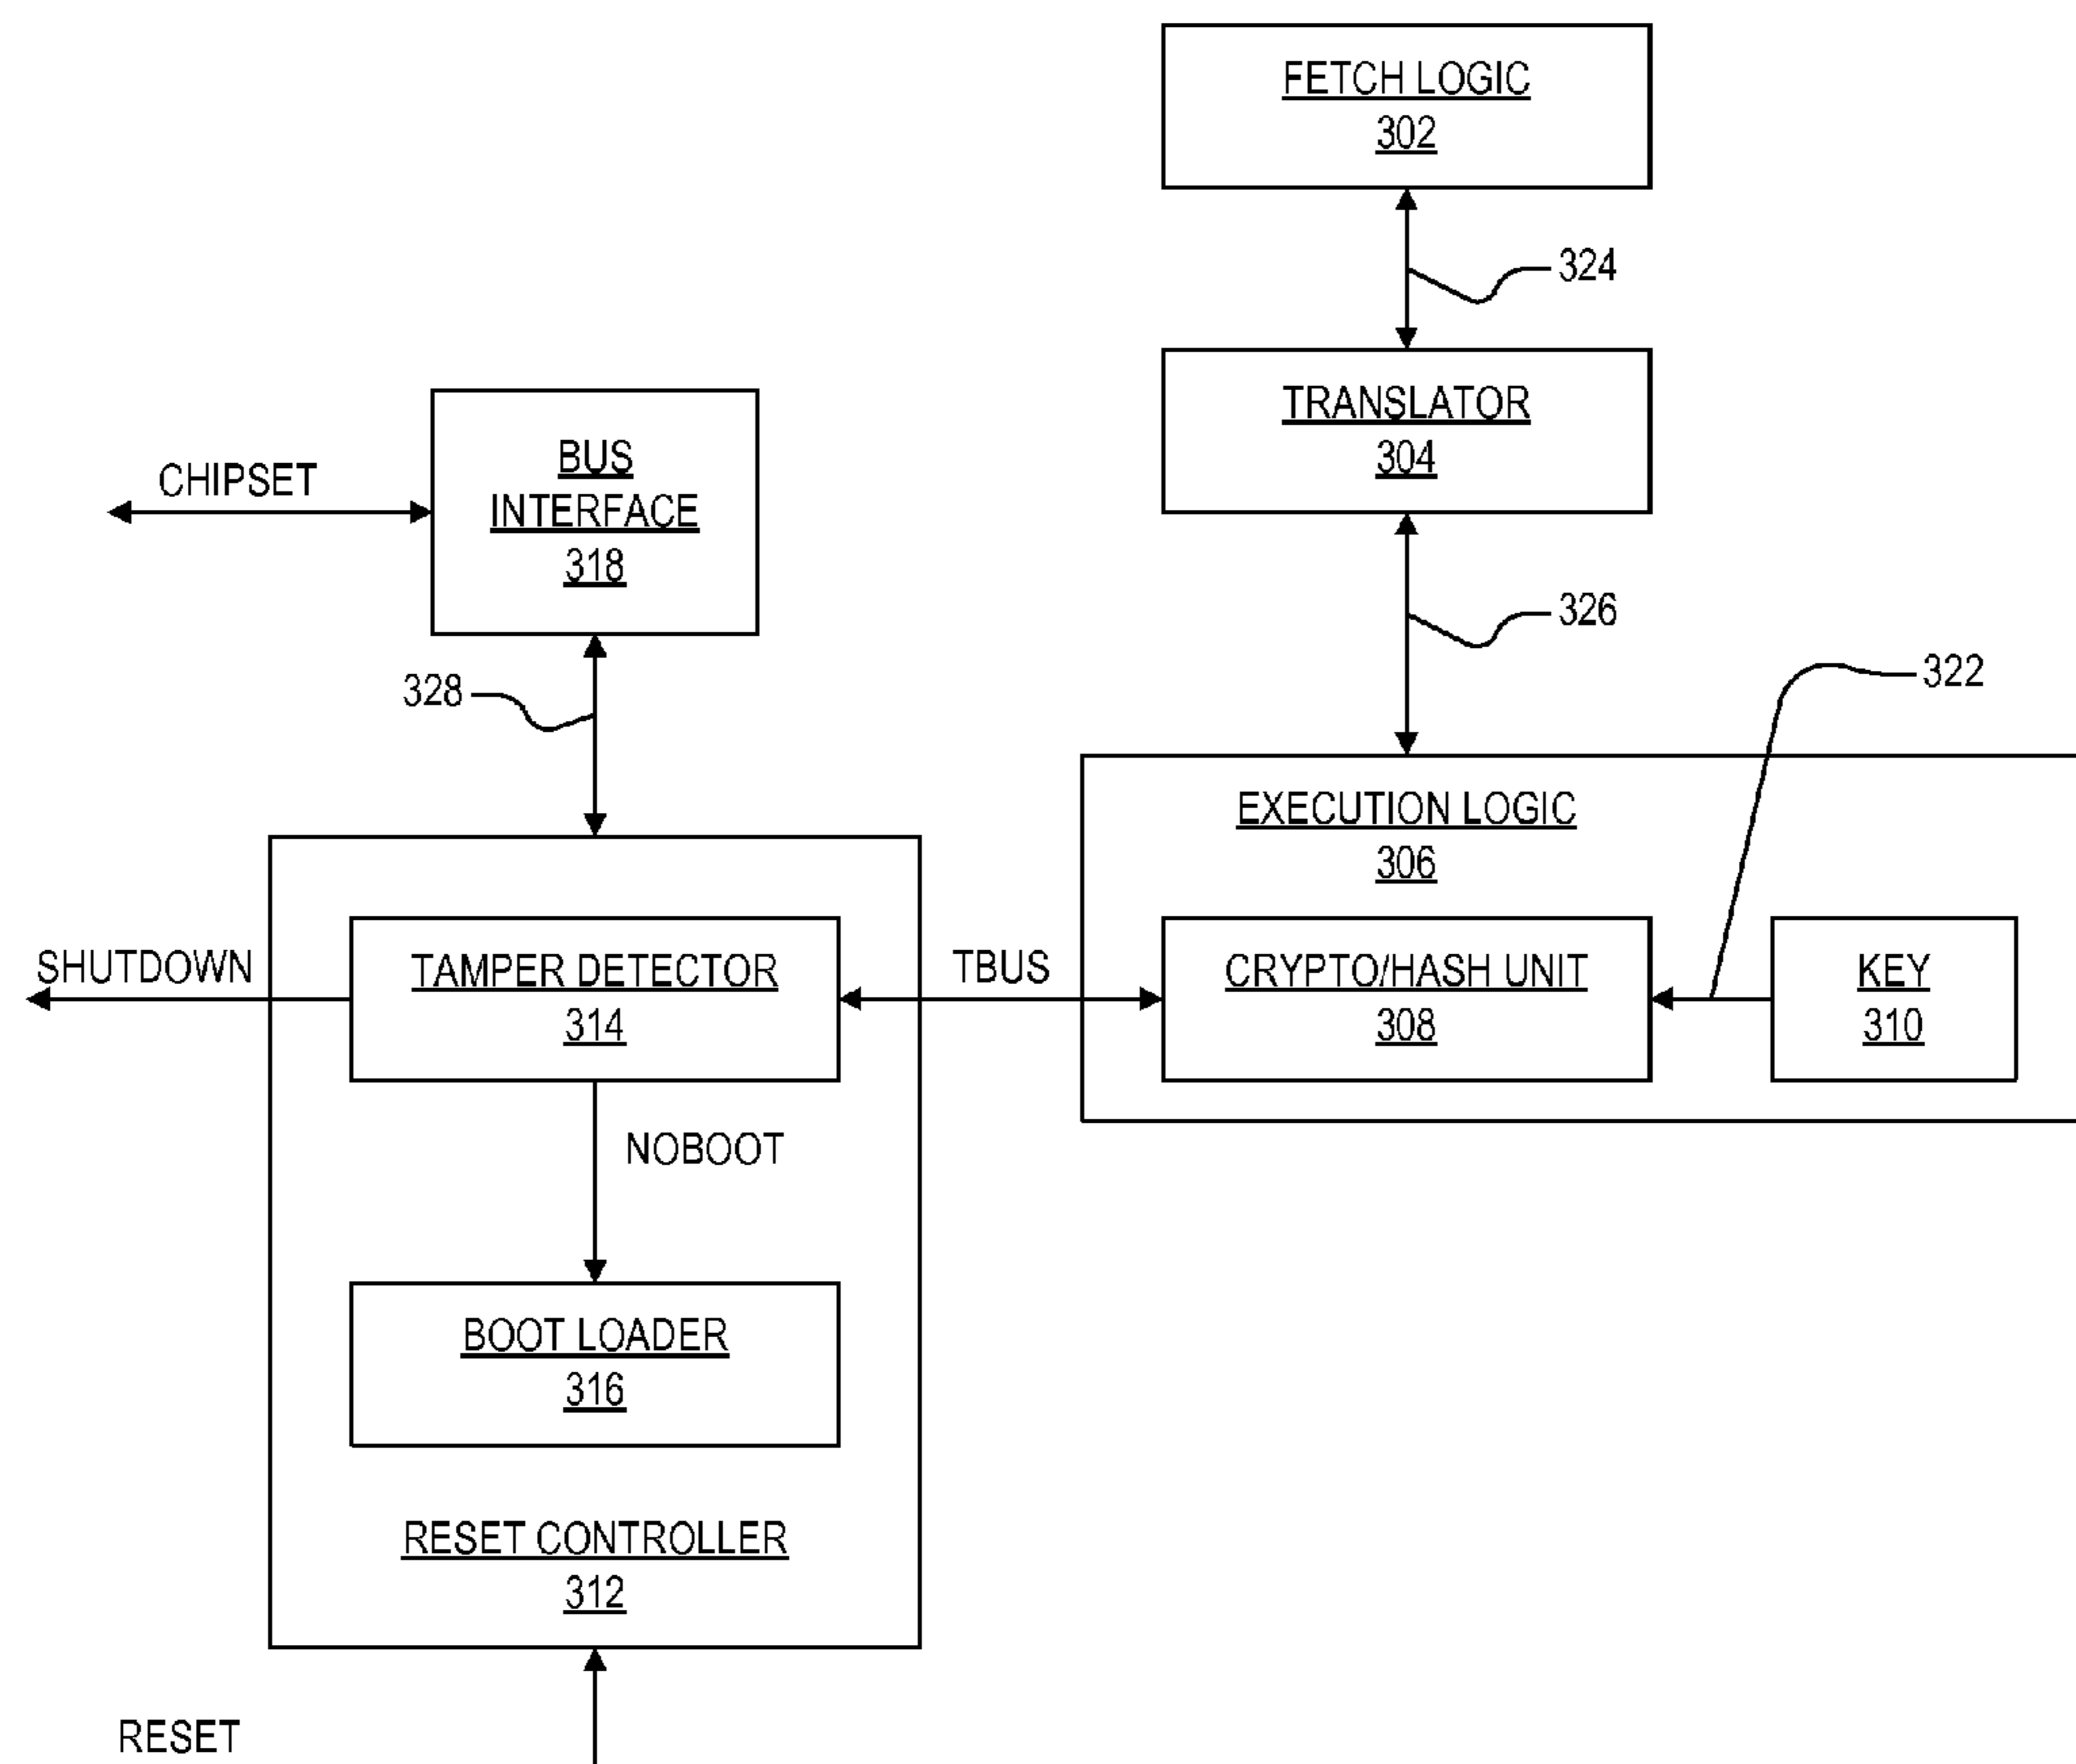 FETCH LOGIC
302
324
TRANSLATOR
304
BUS
INTERFACE
318
CHIPSET
326
322
328
EXECUTION LOGIC
306
SHUTDOWN
TAMPER DETECTOR
314
TBUS
CRYPTO/HASH UNIT
308
KEY
310
NOBOOT
BOOT LOADER
316
RESET CONTROLLER
312
RESET